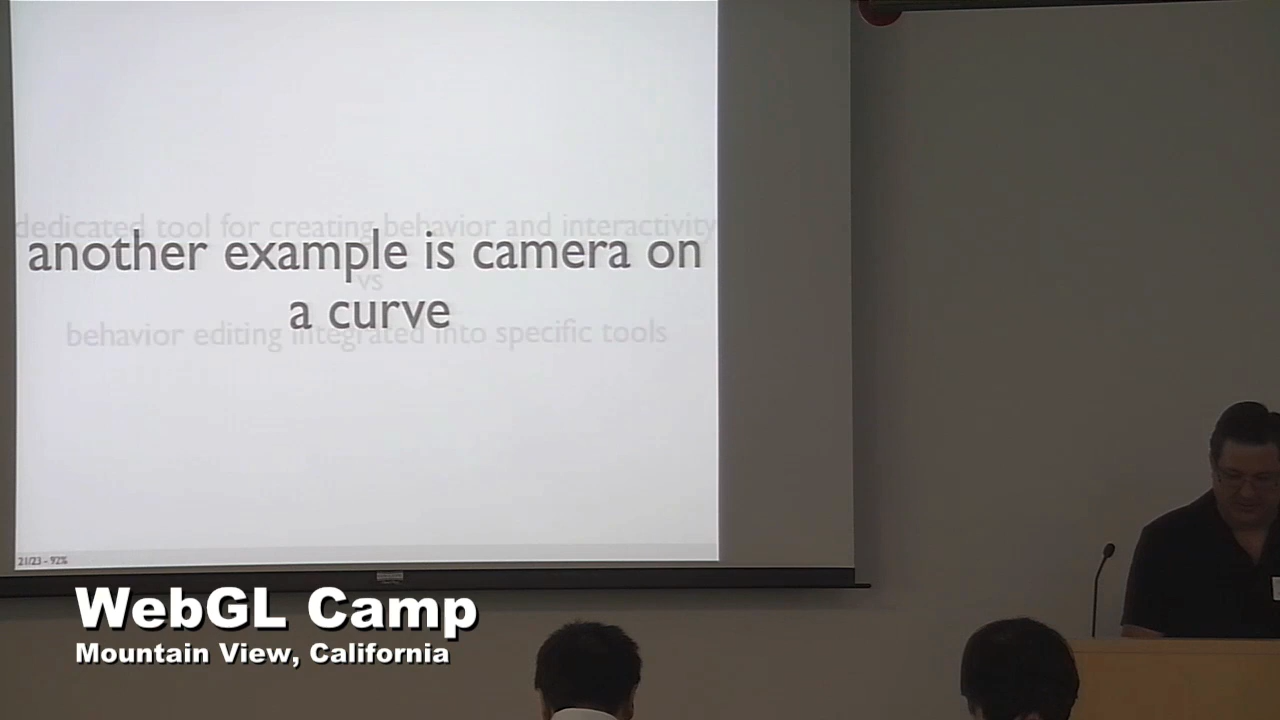 dedicated tool for creating behavior and interactivity
another example is camera on
vs
a curve
behavior editing integrated into specific tools
21/23 - 92%
WebGL Camp
Mountain View, California